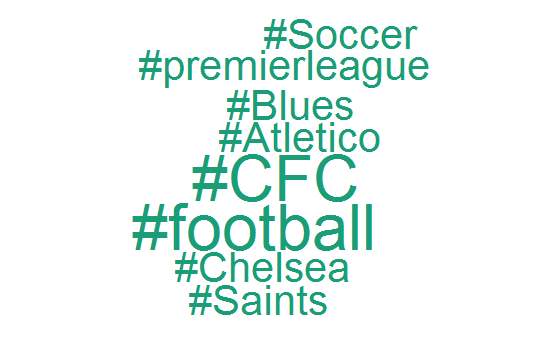 #Soccer
#premierleague
#Blues
#Atletico
#CFC
#football
#Chelsea
#Saints